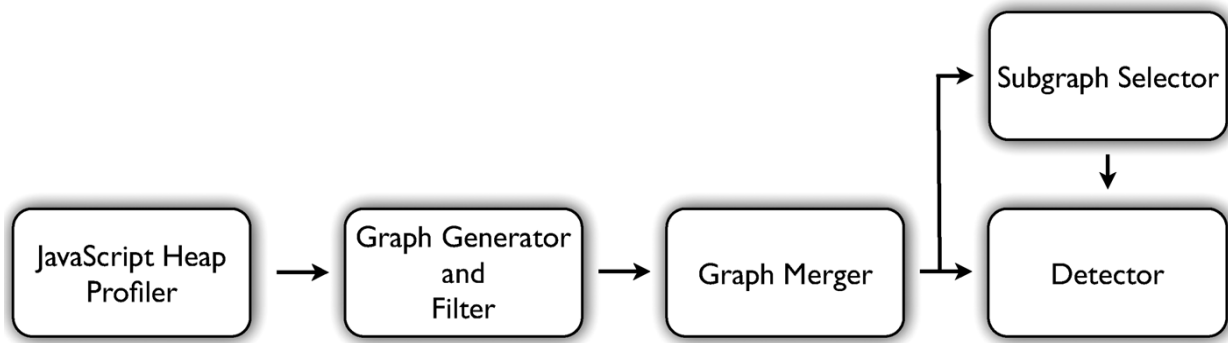 Subgraph Selector
JavaScript Heap
Profiler
Graph Generator
and
Filter
Graph Merger
Detector